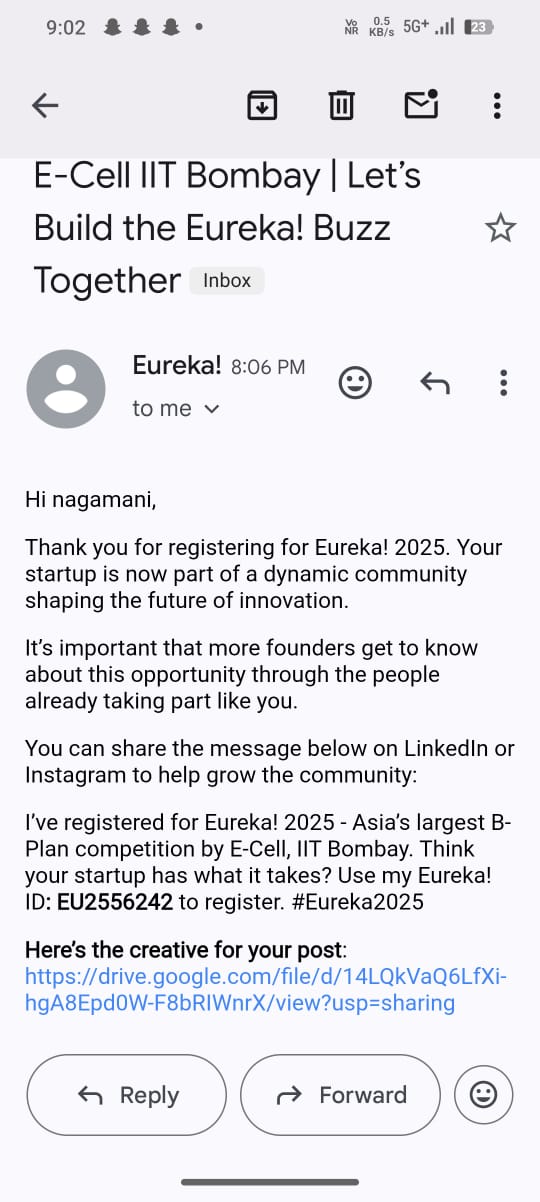 9:02
Vo
NR
0.5
KB/s
5G+
23
E-Cell IIT Bombay | Let's
Build the Eureka! Buzz
Together Inbox
Eureka! 8:06 PM
to me
Hi nagamani,
Thank you for registering for Eureka! 2025. Your
startup is now part of a dynamic community
shaping the future of innovation.
It's important that more founders get to know
about this opportunity through the people
already taking part like you.
You can share the message below on LinkedIn or
Instagram to help grow the community:
I've registered for Eureka! 2025 - Asia's largest B-
Plan competition by E-Cell, IIT Bombay. Think
your startup has what it takes? Use my Eureka!
ID: EU2556242 to register. #Eureka2025
Here's the creative for your post:
https://drive.google.com/file/d/14LQkVaQ6LfXi-
hgA8Epd0W-F8bRIWnrX/view?usp=sharing
Reply
Forward